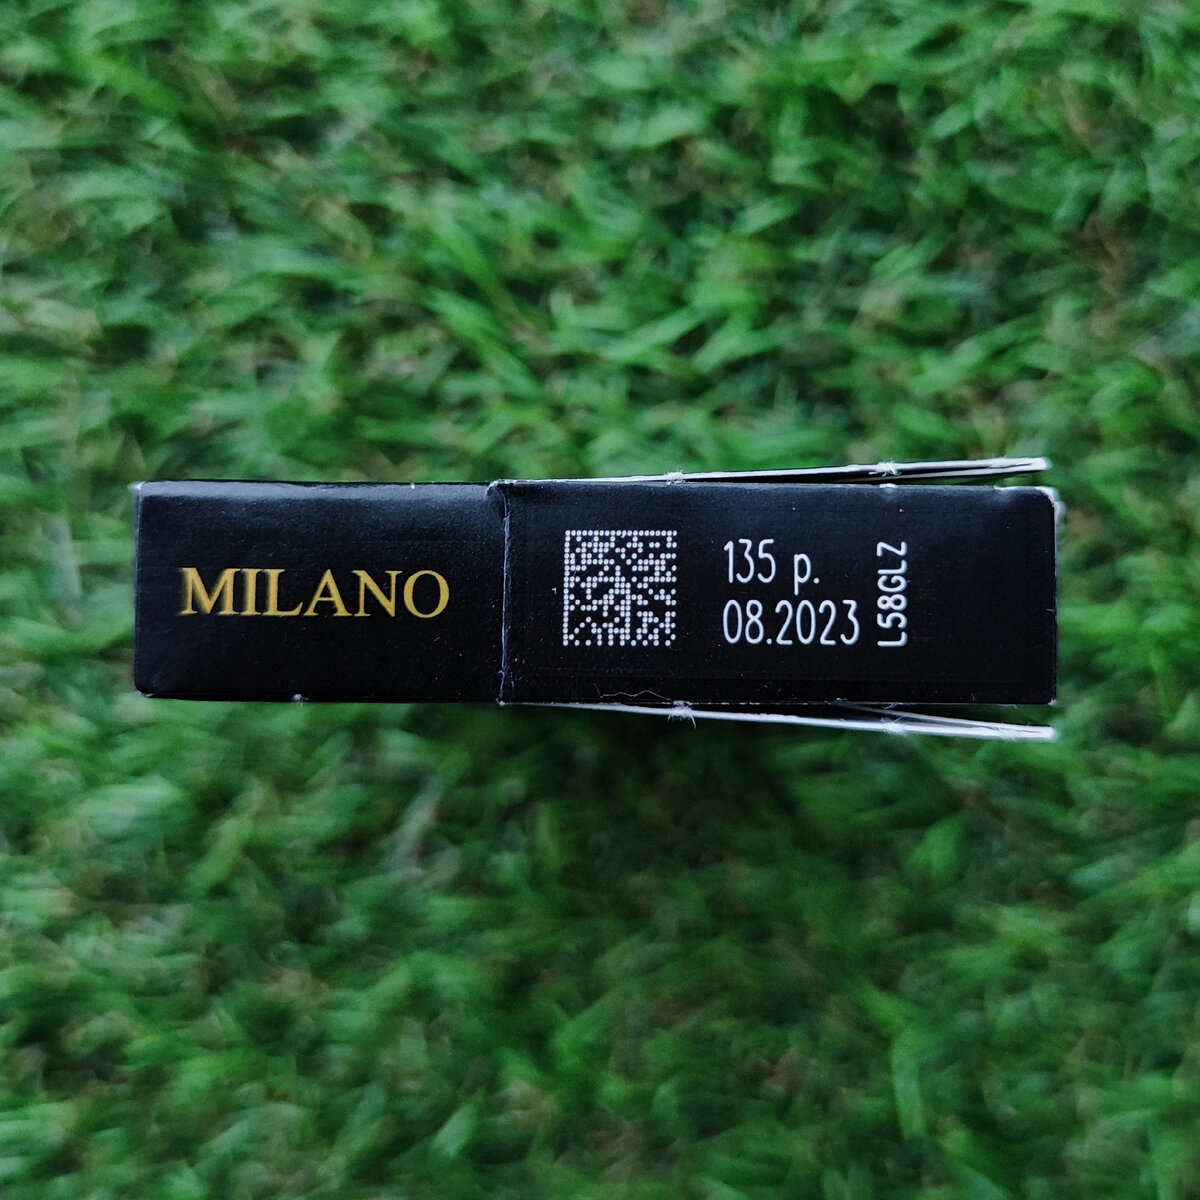 MILANO
135 р.
08.2023
L58GLZ